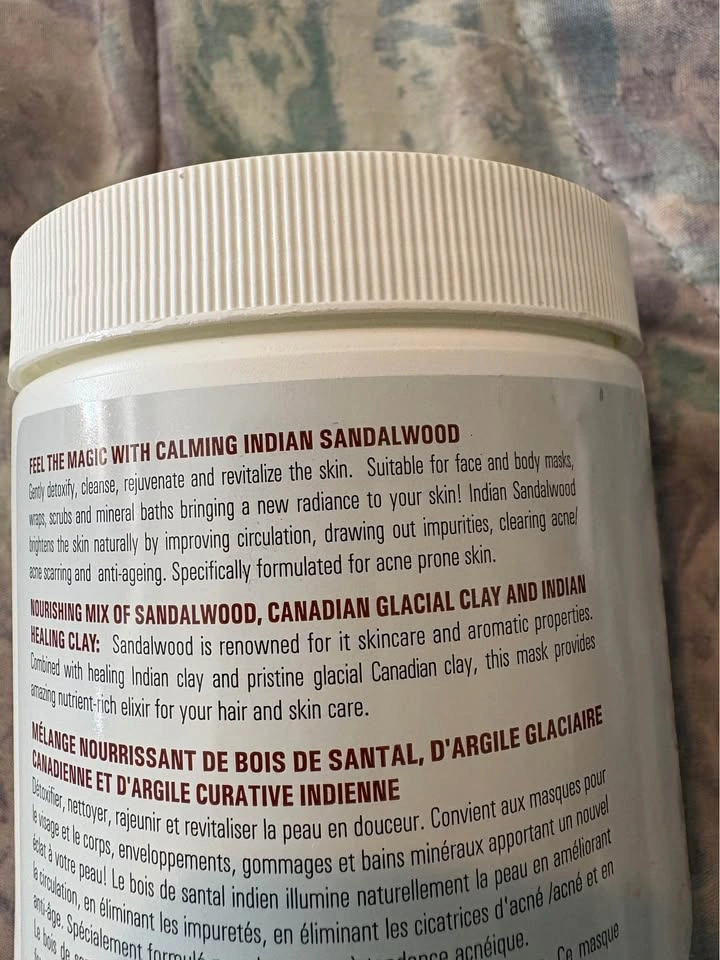 FEEL THE MAGIC WITH CALMING INDIAN SANDALWOOD
Gently detoxify, cleanse, rejuvenate and revitalize the skin. Suitable for face and body masks,
wraps, scrubs and mineral baths bringing a new radiance to your skin! Indian Sandalwood
brightens the skin naturally by improving circulation, drawing out impurities, clearing acne/
acne scarring and anti-ageing. Specifically formulated for acne prone skin.
NOURISHING MIX OF SANDALWOOD, CANADIAN GLACIAL CLAY AND INDIAN
HEALING CLAY: Sandalwood is renowned for it skincare and aromatic properties.
Combined with healing Indian clay and pristine glacial Canadian clay, this mask provides
amazing nutrient-rich elixir for your hair and skin care.
MÉLANGE NOURRISSANT DE BOIS DE SANTAL, D'ARGILE GLACIAIRE
CANADIENNE ET D'ARGILE CURATIVE INDIENNE
Détoxifier, nettoyer, rajeunir et revitaliser la peau en douceur. Convient aux masques pour
le visage et le corps, enveloppements, gommages et bains minéraux apportant un nouvel
éclat à votre peau! Le bois de santal indien illumine naturellement la peau en améliorant
la circulation, en éliminant les impuretés, en éliminant les cicatrices d'acné /acné et en
anti-âge. Spécialement formulé acnéique.
Le bois de Ce masque